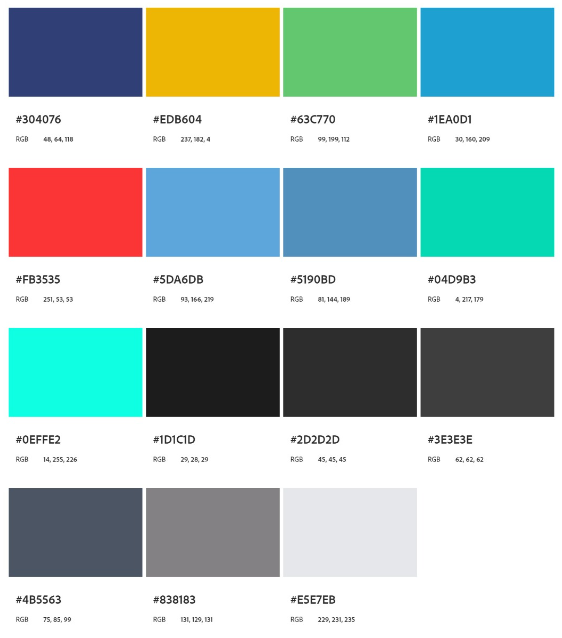 #304076 #EDB604 #63C770 #1EA0D1
RGB 48, 64, 118 RGB 237, 182, 4 RGB 99, 199, 112 RGB 30, 160, 209
#FB3535 #5DA6DB #5190BD #04D9B3
RGB 251, 53, 53 RGB 93, 166, 219 RGB 81, 144, 189 RGB 4, 217, 179
#0EFFE2 #1D1C1D #2D2D2D #3E3E3E
RGB 14, 255, 226 RGB 29, 28, 29 RGB 45, 45, 45 RGB 62, 62, 62
#4B5563 #838183 #E5E7EB
RGB 75, 85, 99 RGB 131, 129, 131 RGB 229, 231, 235